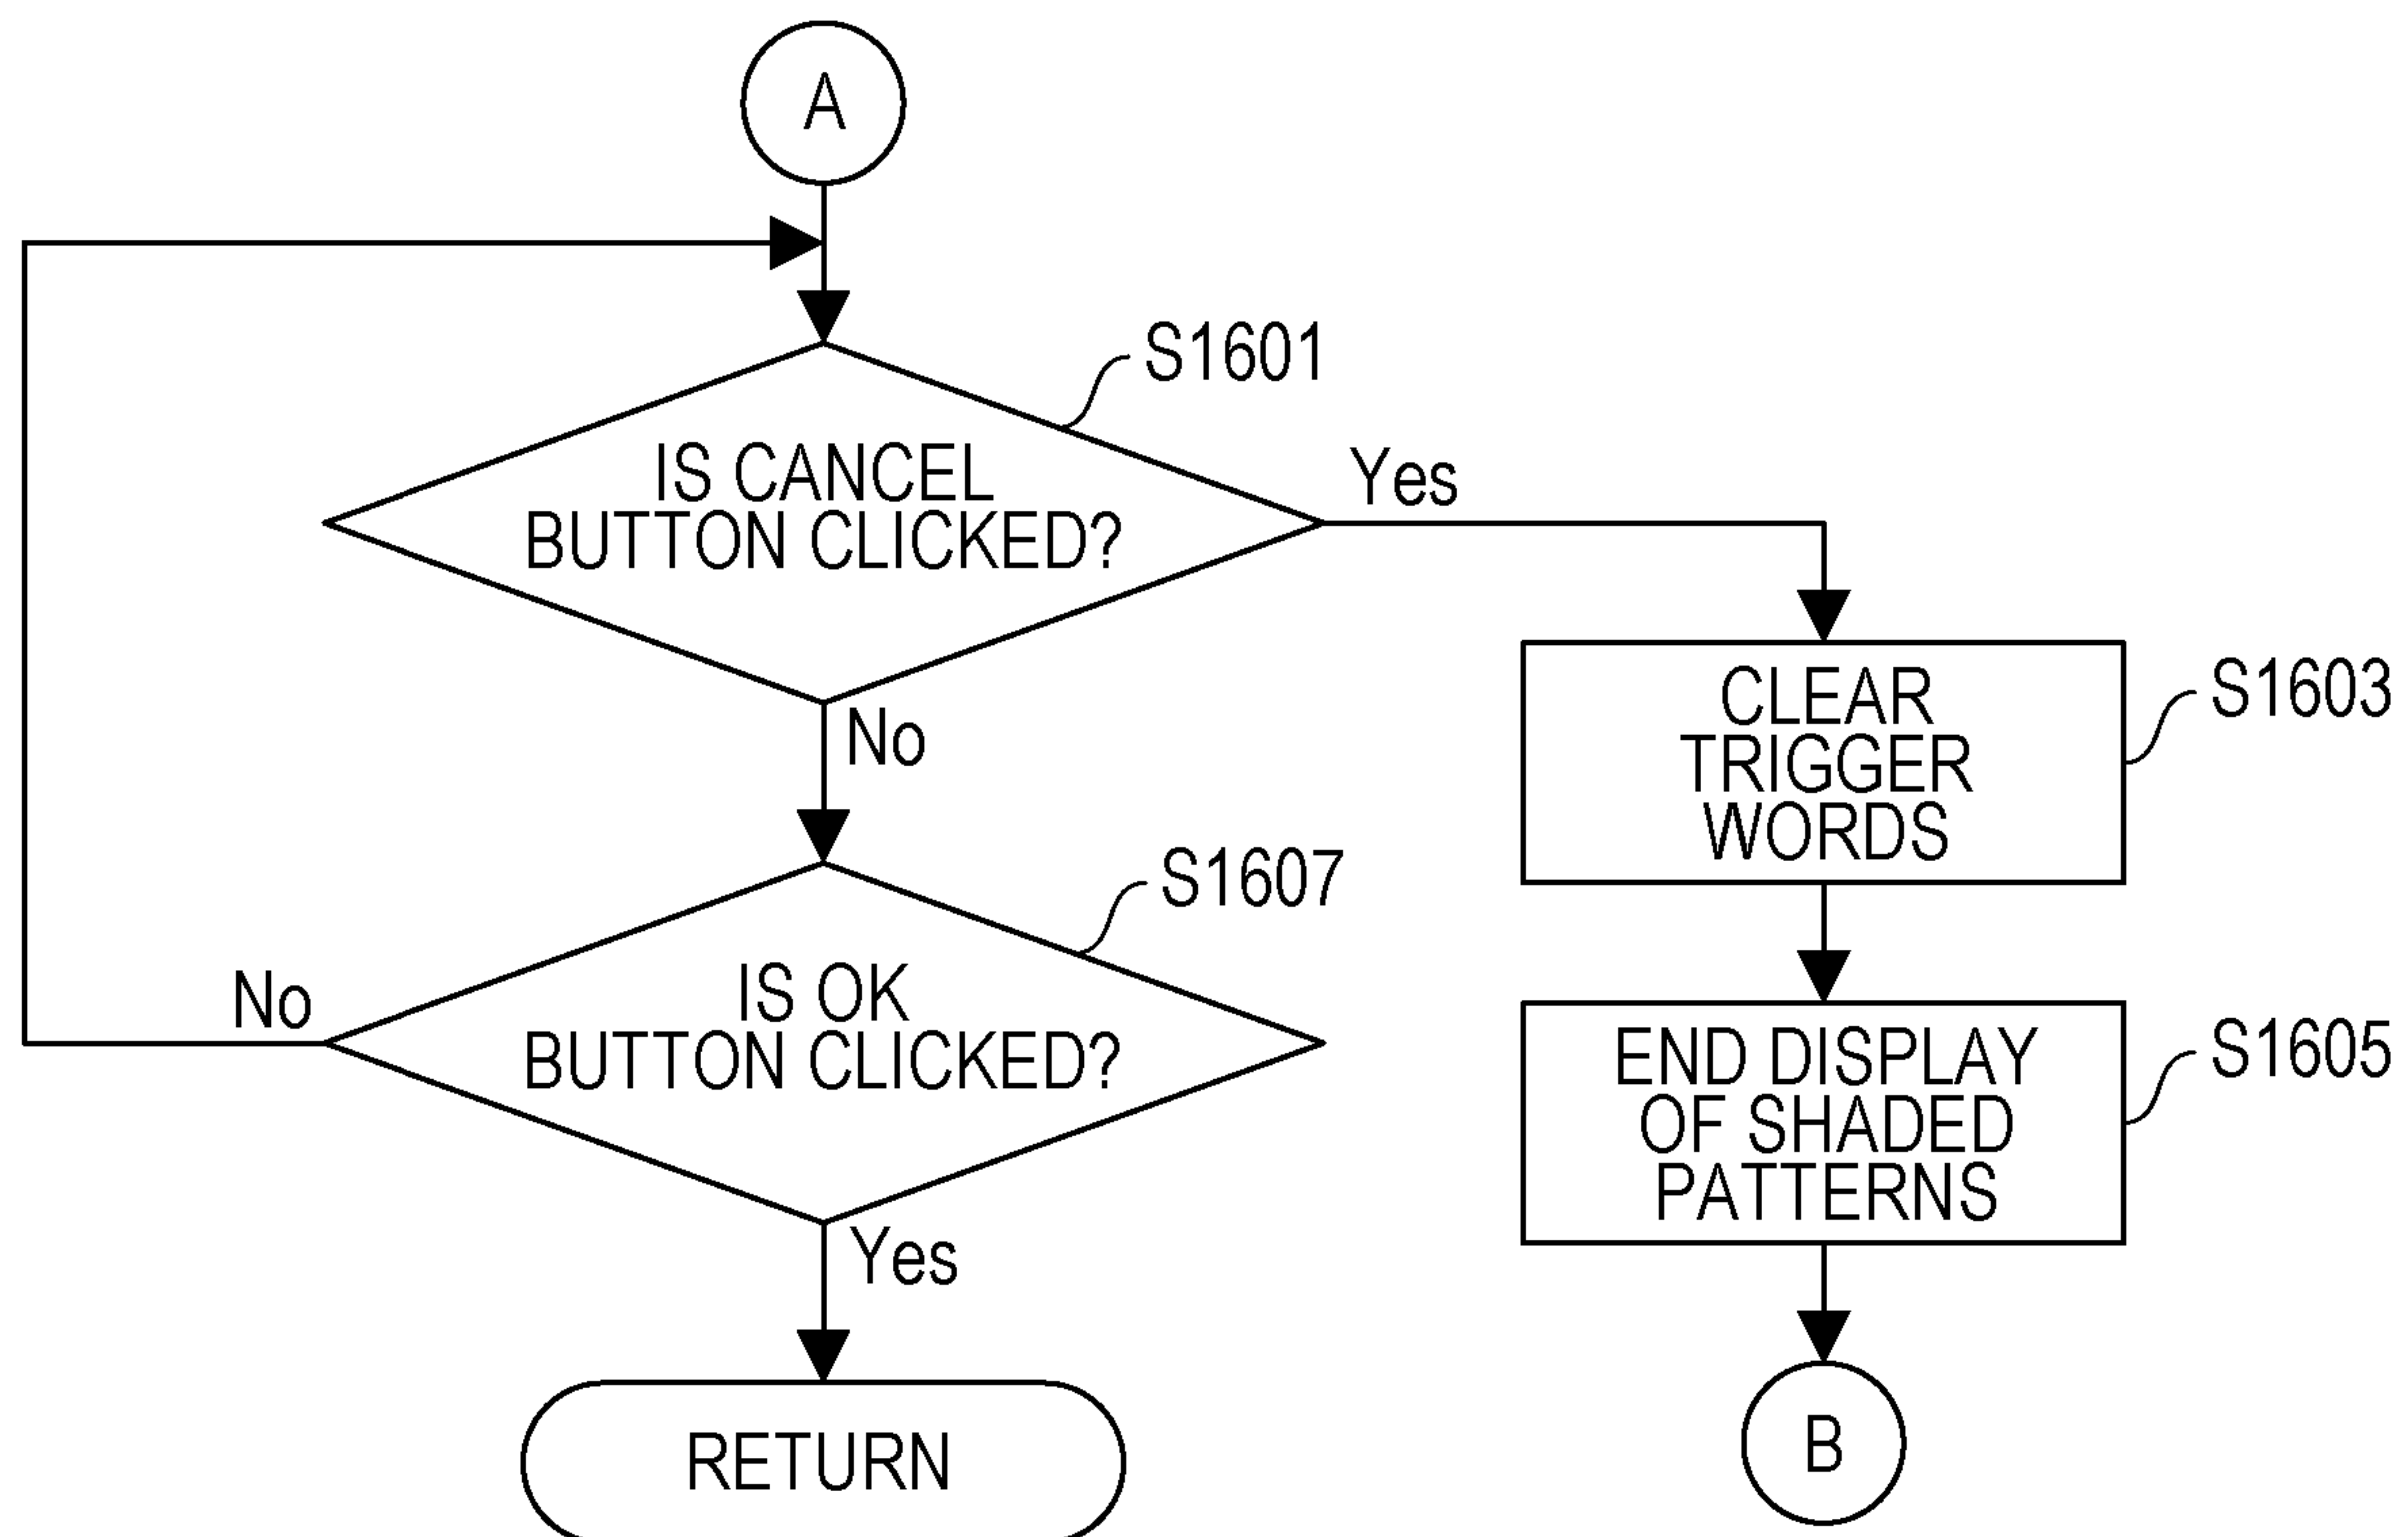 A
S1601
IS CANCEL
BUTTON CLICKED?
Yes
No
CLEAR
TRIGGER
WORDS
S1603
S1607
IS OK
BUTTON CLICKED?
No
Yes
END DISPLAY
OF SHADED
PATTERNS
S1605
RETURN
B